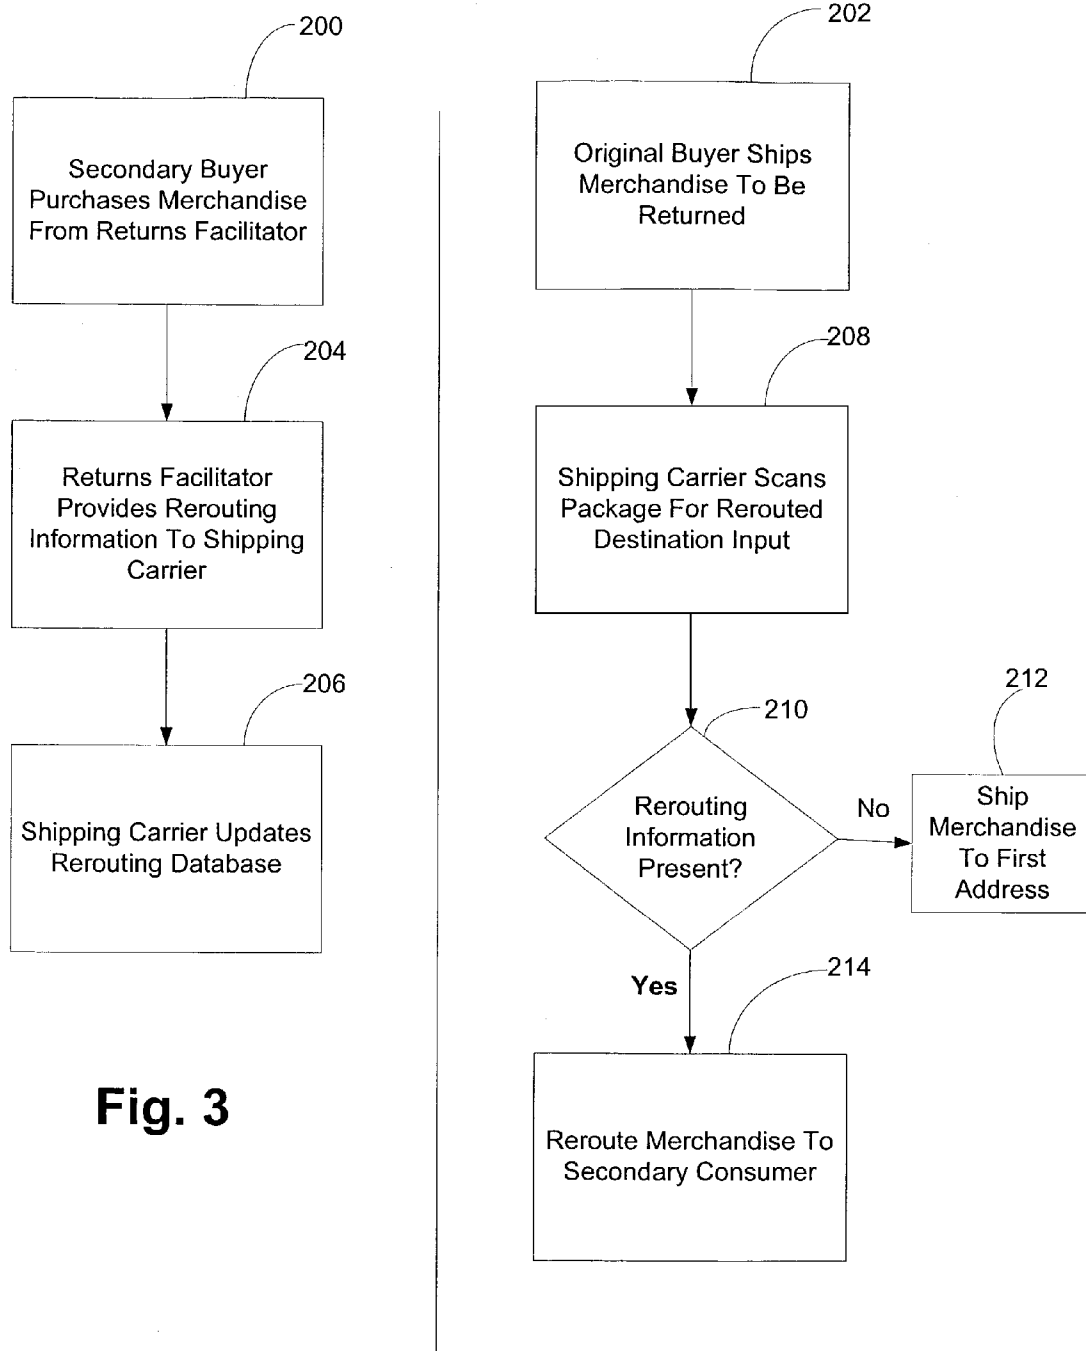 200
Secondary Buyer
Purchases Merchandise
From Returns Facilitator
204
Returns Facilitator
Provides Rerouting
Information To Shipping
Carrier
206
Shipping Carrier Updates
Rerouting Database
Fig. 3
202
Original Buyer Ships
Merchandise To Be
Returned
208
Shipping Carrier Scans
Package For Rerouted
Destination Input
210
Rerouting
Information
Present?
No
212
Ship
Merchandise
To First
Address
Yes
214
Reroute Merchandise To
Secondary Consumer